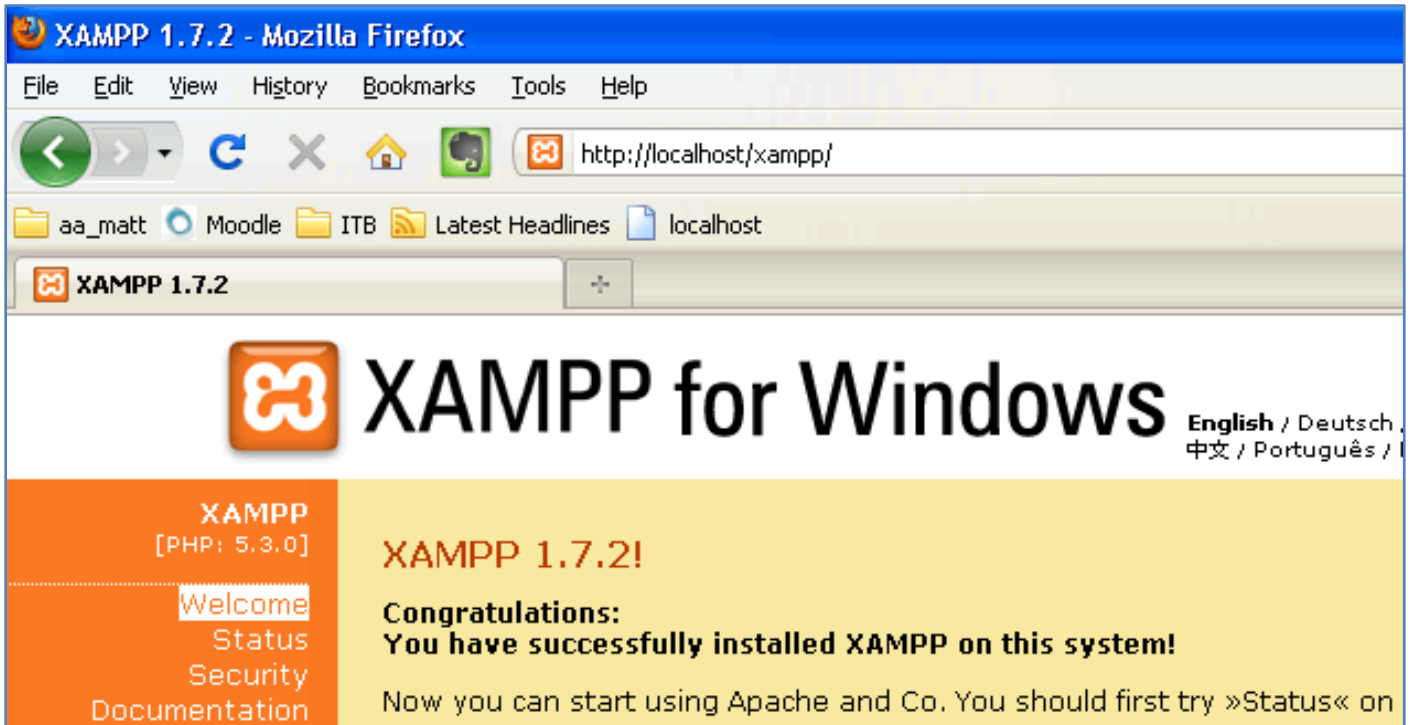 XAMPP 1.7.2 - Mozilla Firefox
File Edit View History Bookmarks Tools Help
http://localhost/xampp/
aa_matt Moodle ITB Latest Headlines localhost
XAMPP 1.7.2
XAMPP for Windows
English / Deutsch
中文 / Português /
XAMPP
[PHP: 5.3.0]
Welcome
Status
Security
Documentation
XAMPP 1.7.2!
Congratulations:
You have successfully installed XAMPP on this system!
Now you can start using Apache and Co. You should first try »Status« on